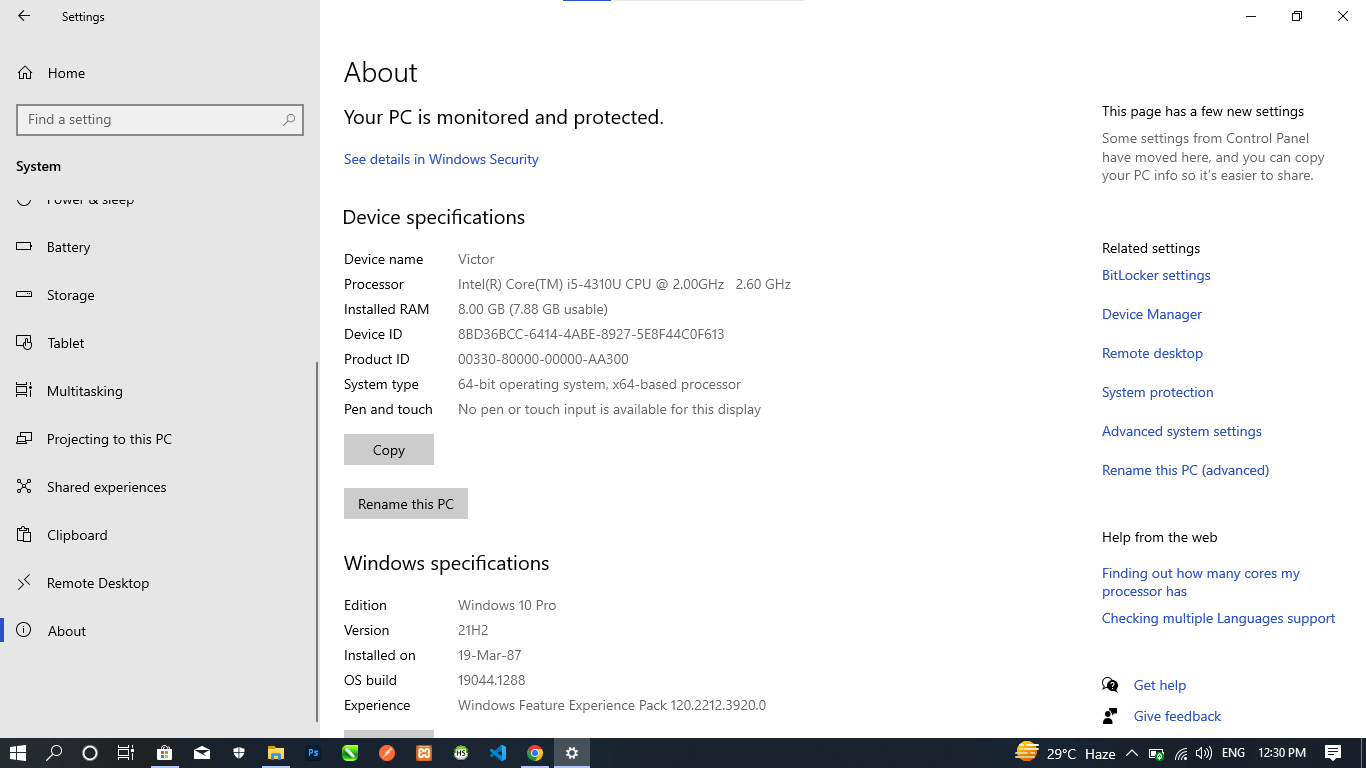 Settings
Home
Find a setting
System
Power & sleep
Battery
Storage
Tablet
Multitasking
Projecting to this PC
Shared experiences
Clipboard
Remote Desktop
About
About
Your PC is monitored and protected.
See details in Windows Security
Device specifications
Device name Victor
Processor Intel(R) Core(TM) i5-4310U CPU @ 2.00GHz 2.60 GHz
Installed RAM 8.00 GB (7.88 GB usable)
Device ID 8BD36BCC-6414-4ABE-8927-5E8F44C0F613
Product ID 00330-80000-00000-AA300
System type 64-bit operating system, x64-based processor
Pen and touch No pen or touch input is available for this display
Copy
Rename this PC
Windows specifications
Edition Windows 10 Pro
Version 21H2
Installed on 19-Mar-87
OS build 19044.1288
Experience Windows Feature Experience Pack 120.2212.3920.0
This page has a few new settings
Some settings from Control Panel
have moved here, and you can copy
your PC info so it's easier to share.
Related settings
BitLocker settings
Device Manager
Remote desktop
System protection
Advanced system settings
Rename this PC (advanced)
Help from the web
Finding out how many cores my
processor has
Checking multiple Languages support
Get help
Give feedback
Ps
HS
29°C Haze
ENG
12:30 PM